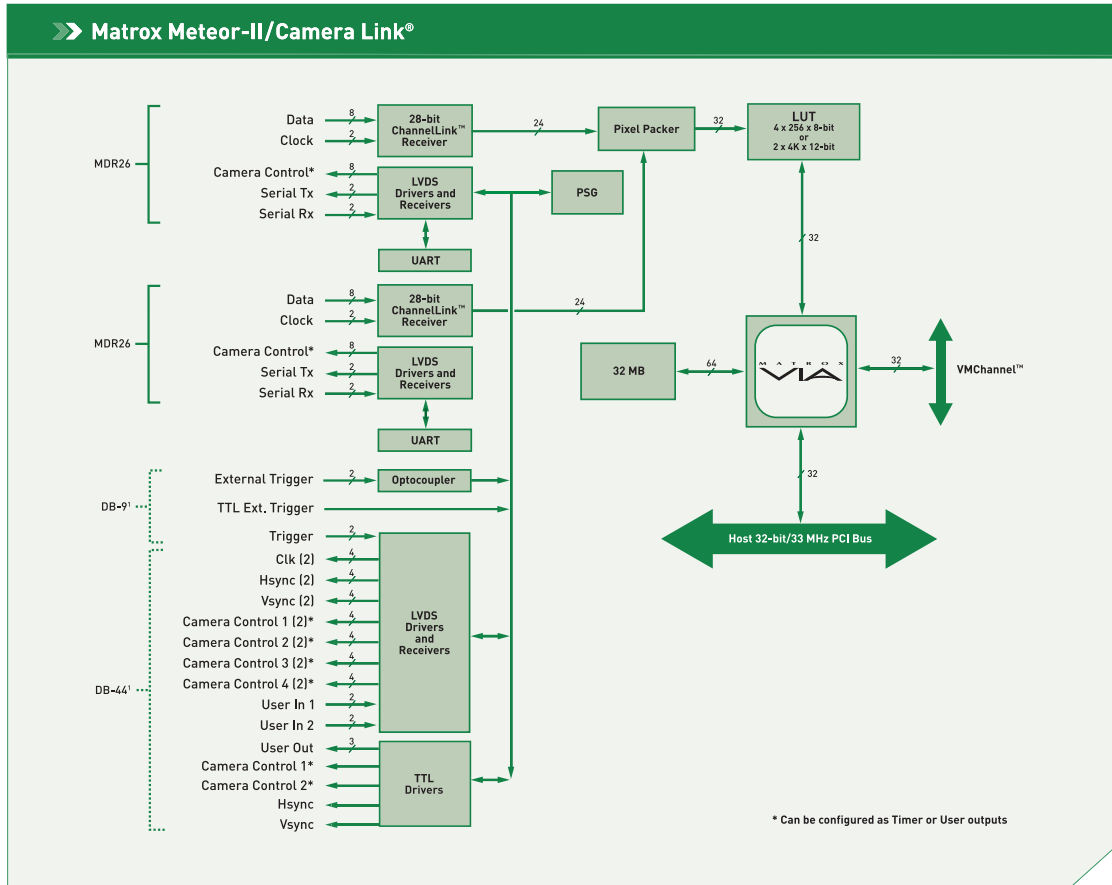 Matrox Meteor-II/Camera Link®
MDR26
Data
8
Clock
2
28-bit
ChannelLink™
Receiver
24
Pixel Packer
32
LUT
4 x 256 x 8-bit
or
2 x 4K x 12-bit
Camera Control*
8
Serial Tx
2
Serial Rx
2
LVDS
Drivers and
Receivers
PSG
UART
32
MDR26
Data
8
Clock
2
28-bit
ChannelLink™
Receiver
24
Camera Control*
8
Serial Tx
2
Serial Rx
2
LVDS
Drivers and
Receivers
UART
32 MB
64
MATROX
VIA
32
VMChannel™
32
Host 32-bit/33 MHz PCI Bus
DB-9¹
External Trigger
2
Optocoupler
TTL Ext. Trigger
DB-44¹
Trigger
2
Clk (2)
4
Hsync (2)
4
Vsync (2)
4
Camera Control 1 (2)*
4
Camera Control 2 (2)*
4
Camera Control 3 (2)*
4
Camera Control 4 (2)*
4
User In 1
2
User In 2
2
LVDS
Drivers
and
Receivers
User Out
3
Camera Control 1*
Camera Control 2*
Hsync
Vsync
TTL
Drivers
* Can be configured as Timer or User outputs